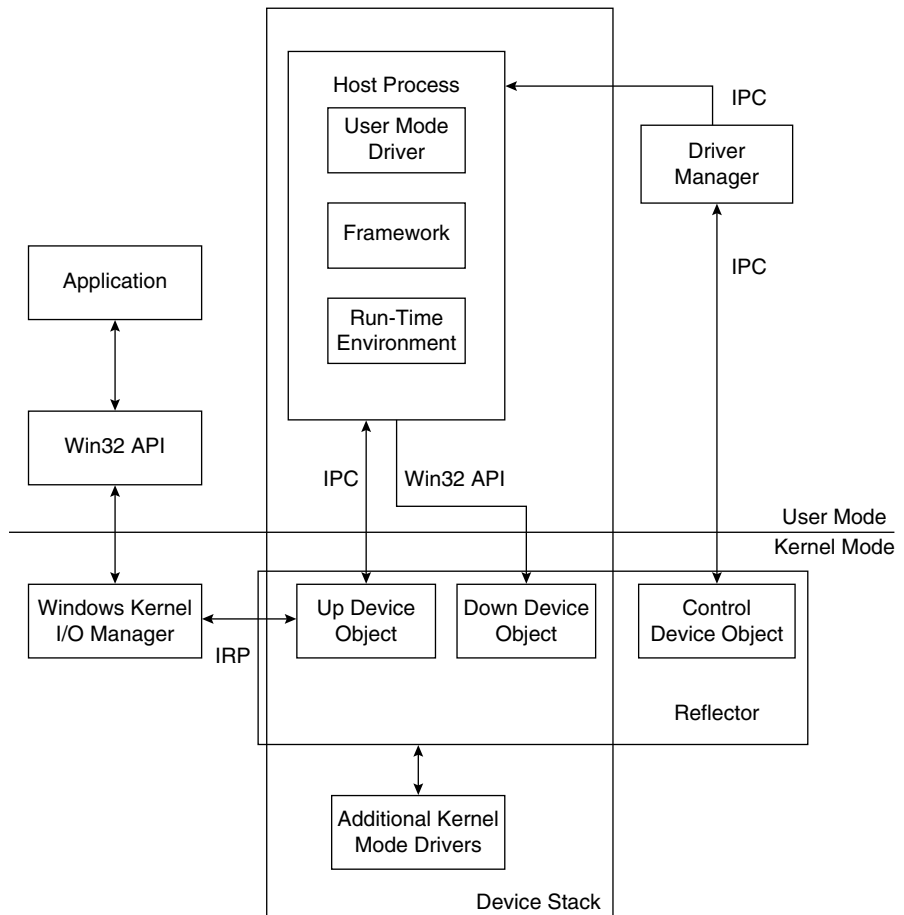 Host Process
IPC
User Mode
Driver
Driver
Manager
Framework
IPC
Application
Run-Time
Environment
Win32 API
IPC
Win32 API
User Mode
Kernel Mode
Windows Kernel
I/O Manager
Up Device
Object
Down Device
Object
Control
Device Object
IRP
Reflector
Additional Kernel
Mode Drivers
Device Stack